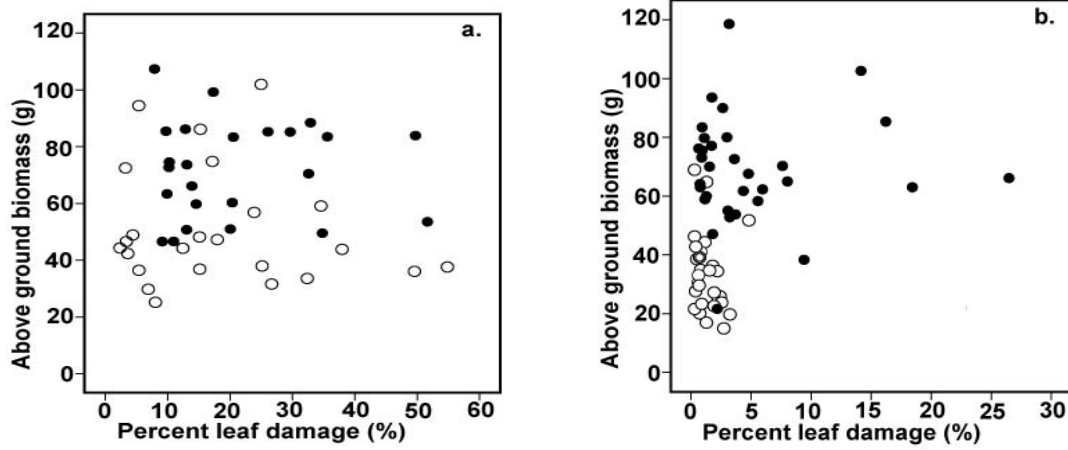 a.
Above ground biomass (g)
120
100
80
60
40
20
0
0 10 20 30 40 50 60
Percent leaf damage (%)
b.
Above ground biomass (g)
120
100
80
60
40
20
0
0 5 10 15 20 25 30
Percent leaf damage (%)